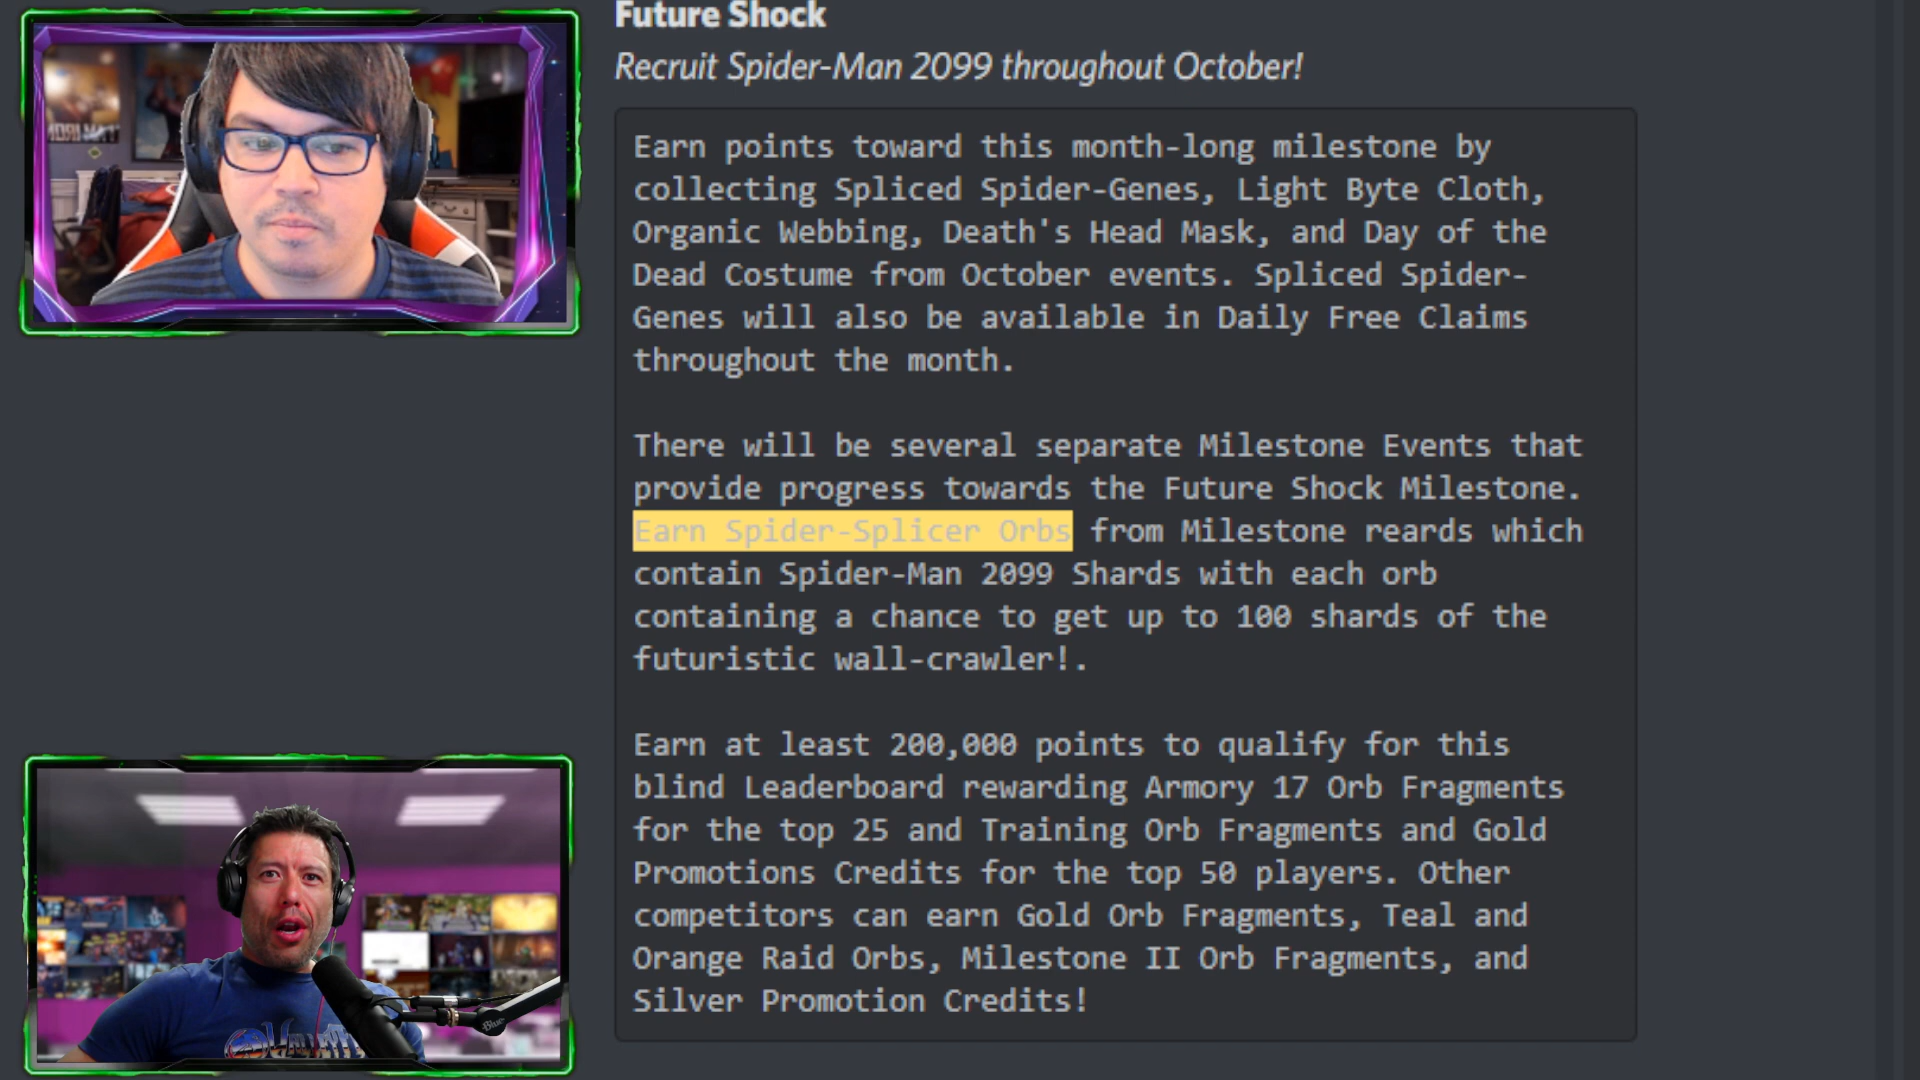 Future Shock
Recruit Spider-Man 2099 throughout October!
Earn points toward this month-long milestone by
collecting Spliced Spider-Genes, Light Byte Cloth,
Organic Webbing, Death's Head Mask, and Day of the
Dead Costume from October events. Spliced Spider-
Genes will also be available in Daily Free Claims
throughout the month.
There will be several separate Milestone Events that
provide progress towards the Future Shock Milestone.
Earn Spider-Splicer Orbs from Milestone reards which
contain Spider-Man 2099 Shards with each orb
containing a chance to get up to 100 shards of the
futuristic wall-crawler!.
Earn at least 200,000 points to qualify for this
blind Leaderboard rewarding Armory 17 Orb Fragments
for the top 25 and Training Orb Fragments and Gold
Promotions Credits for the top 50 players. Other
competitors can earn Gold Orb Fragments, Teal and
Orange Raid Orbs, Milestone II Orb Fragments, and
Silver Promotion Credits!
Blue